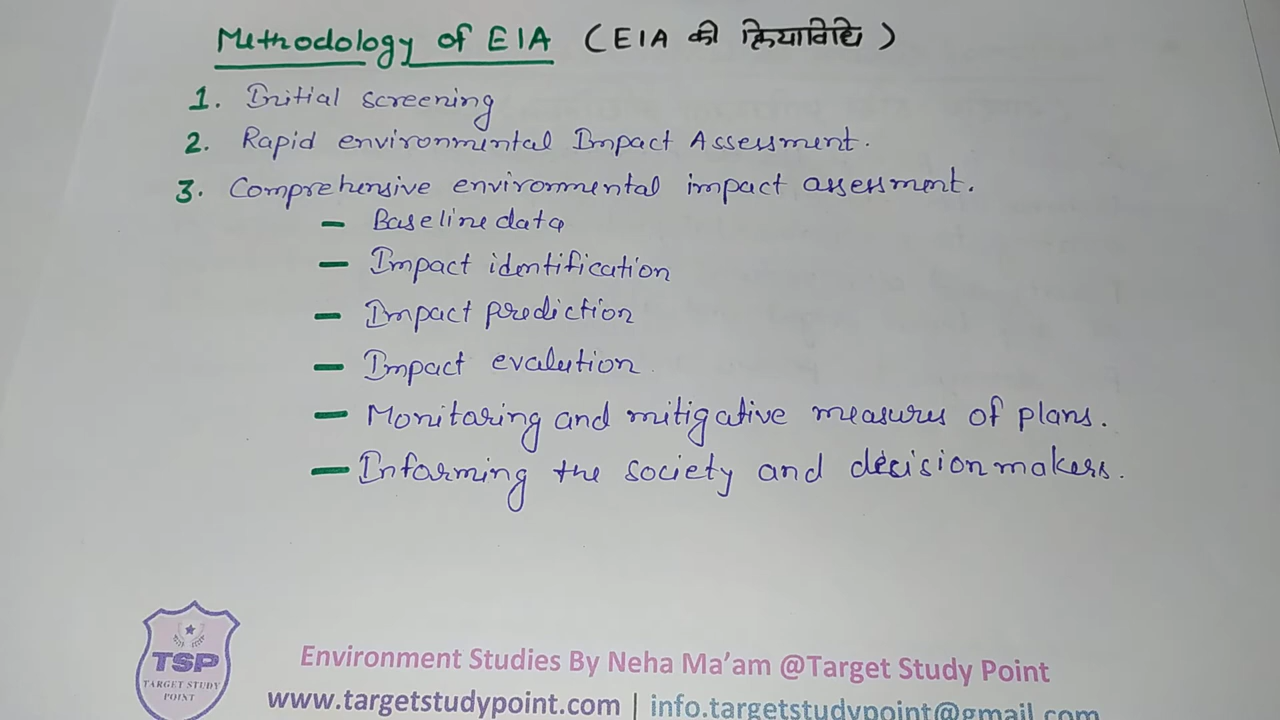 Methodology of EIA (EIA की क्रियाविधि)
1. Initial screening
2. Rapid environmental Impact Assessment.
3. Comprehensive environmental impact assessment.
— Baseline data
— Impact identification
— Impact prediction
— Impact evalution
— Monitoring and mitigative measures of plans.
— Informing the society and decision makers.
TSP
TARGET STUDY
POINT
Environment Studies By Neha Ma'am @Target Study Point
www.targetstudypoint.com | info.targetstudypoint@gmail.com